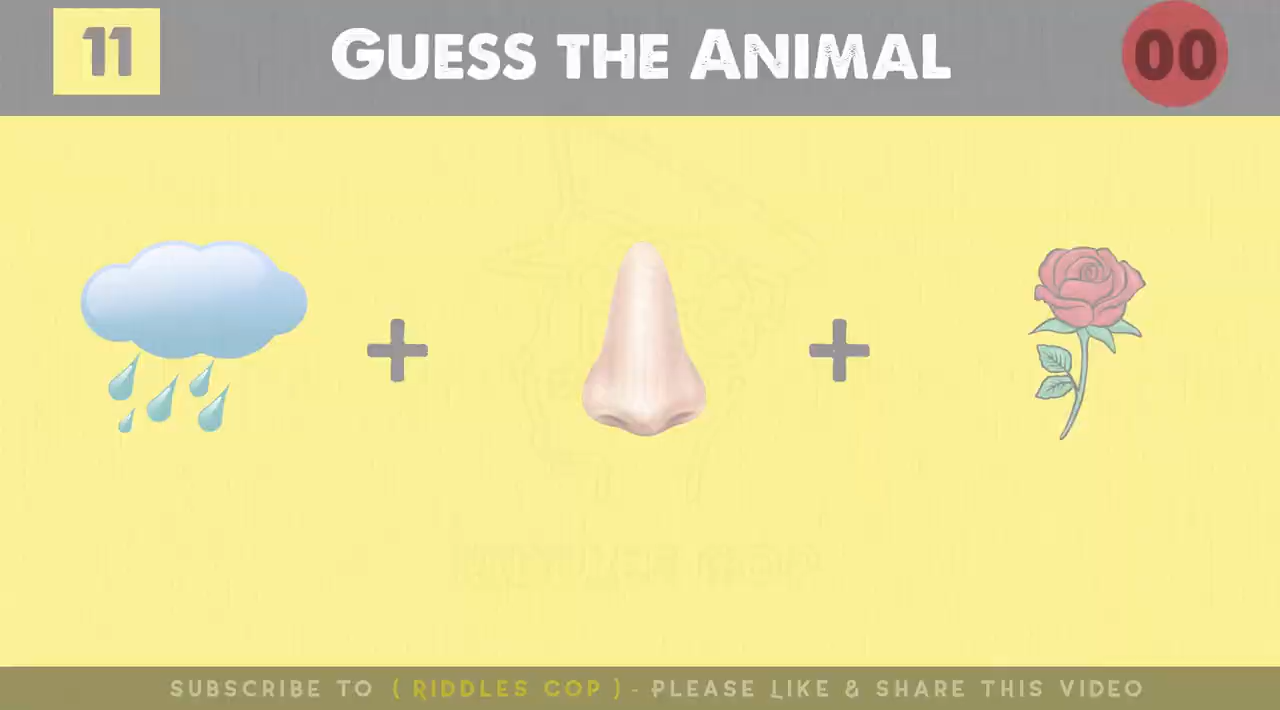 11
GUESS THE ANIMAL
00
SUBSCRIBE TO ( RIDDLES COP ) - PLEASE LIKE & SHARE THIS VIDEO